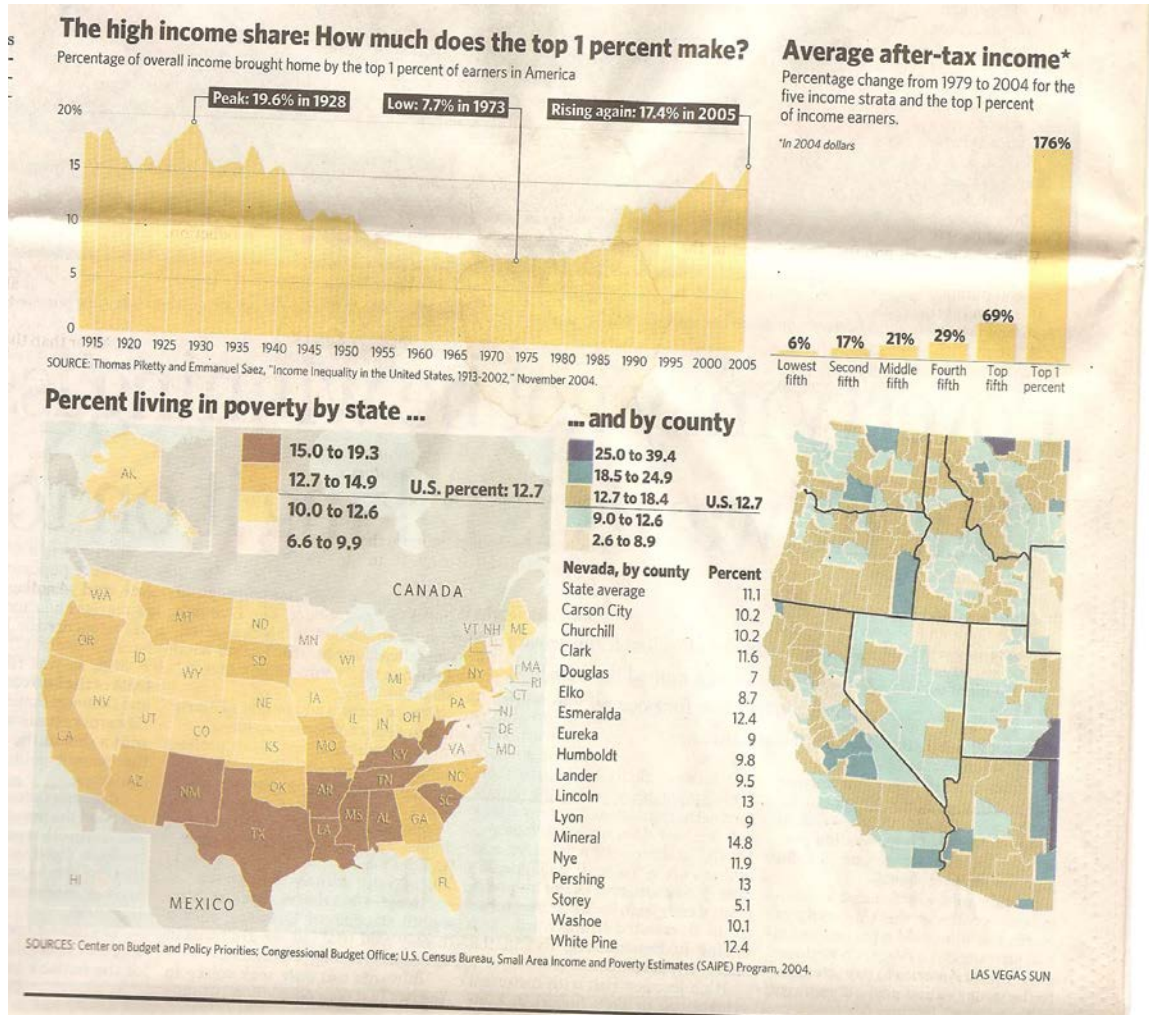 s
The high income share: How much does the top 1 percent make?
Percentage of overall income brought home by the top 1 percent of earners in America
Peak: 19.6% in 1928
Low: 7.7% in 1973
Rising again: 17.4% in 2005
20%
15
10
5
0
1915 1920 1925 1930 1935 1940 1945 1950 1955 1960 1965 1970 1975 1980 1985 1990 1995 2000 2005
SOURCE: Thomas Piketty and Emmanuel Saez, "Income Inequality in the United States, 1913-2002," November 2004.
Average after-tax income*
Percentage change from 1979 to 2004 for the
five income strata and the top 1 percent
of income earners.
*In 2004 dollars
176%
69%
29%
21%
17%
6%
Lowest fifth
Second fifth
Middle fifth
Fourth fifth
Top fifth
Top 1 percent
Percent living in poverty by state ...
15.0 to 19.3
12.7 to 14.9
U.S. percent: 12.7
10.0 to 12.6
6.6 to 9.9
AK
CANADA
WA
MT
ND
MN
VT NH ME
OR
ID
SD
WI
NY
MA
RI
WY
MI
CT
NV
NE
IA
PA
NJ
UT
CO
IL IN OH
DE
CA
KS
MO
KY
VA
MD
AZ
NM
OK
AR
TN
NC
SC
TX
LA
MS
AL
GA
FL
HI
MEXICO
... and by county
25.0 to 39.4
18.5 to 24.9
12.7 to 18.4
U.S. 12.7
9.0 to 12.6
2.6 to 8.9
Nevada, by county Percent
State average 11.1
Carson City 10.2
Churchill 10.2
Clark 11.6
Douglas 7
Elko 8.7
Esmeralda 12.4
Eureka 9
Humboldt 9.8
Lander 9.5
Lincoln 13
Lyon 9
Mineral 14.8
Nye 11.9
Pershing 13
Storey 5.1
Washoe 10.1
White Pine 12.4
SOURCES: Center on Budget and Policy Priorities; Congressional Budget Office; U.S. Census Bureau, Small Area Income and Poverty Estimates (SAIPE) Program, 2004.
LAS VEGAS SUN